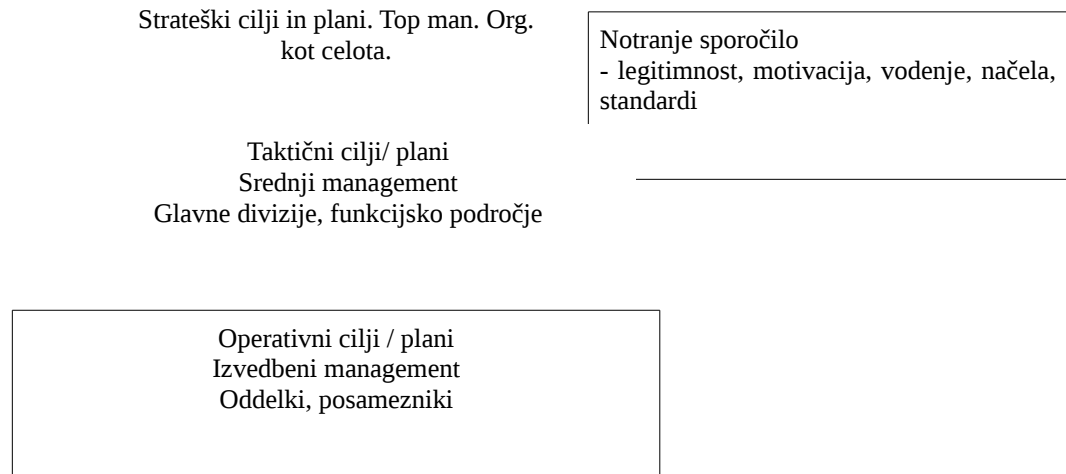 Strateški cilji in plani. Top man. Org.
kot celota.
Notranje sporočilo
- legitimnost, motivacija, vodenje, načela,
standardi
Taktični cilji/ plani
Srednji management
Glavne divizije, funkcijsko področje
Operativni cilji / plani
Izvedbeni management
Oddelki, posamezniki